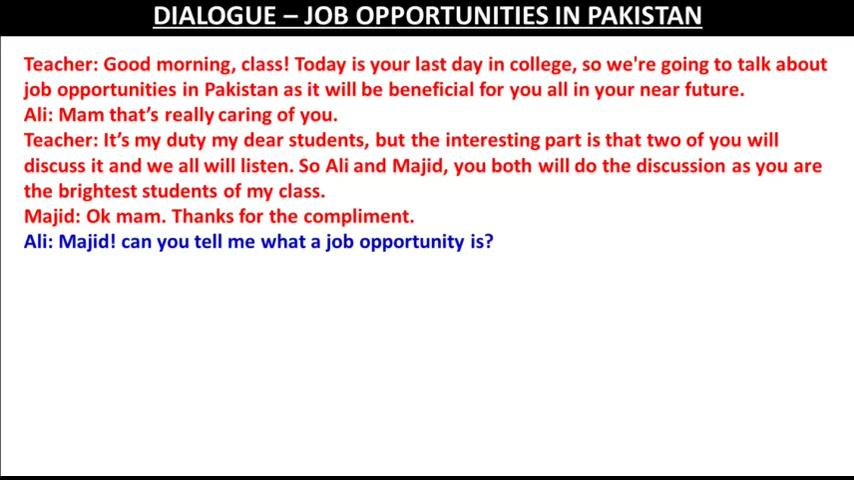 DIALOGUE – JOB OPPORTUNITIES IN PAKISTAN
Teacher: Good morning, class! Today is your last day in college, so we're going to talk about
job opportunities in Pakistan as it will be beneficial for you all in your near future.
Ali: Mam that’s really caring of you.
Teacher: It’s my duty my dear students, but the interesting part is that two of you will
discuss it and we all will listen. So Ali and Majid, you both will do the discussion as you are
the brightest students of my class.
Majid: Ok mam. Thanks for the compliment.
Ali: Majid! can you tell me what a job opportunity is?